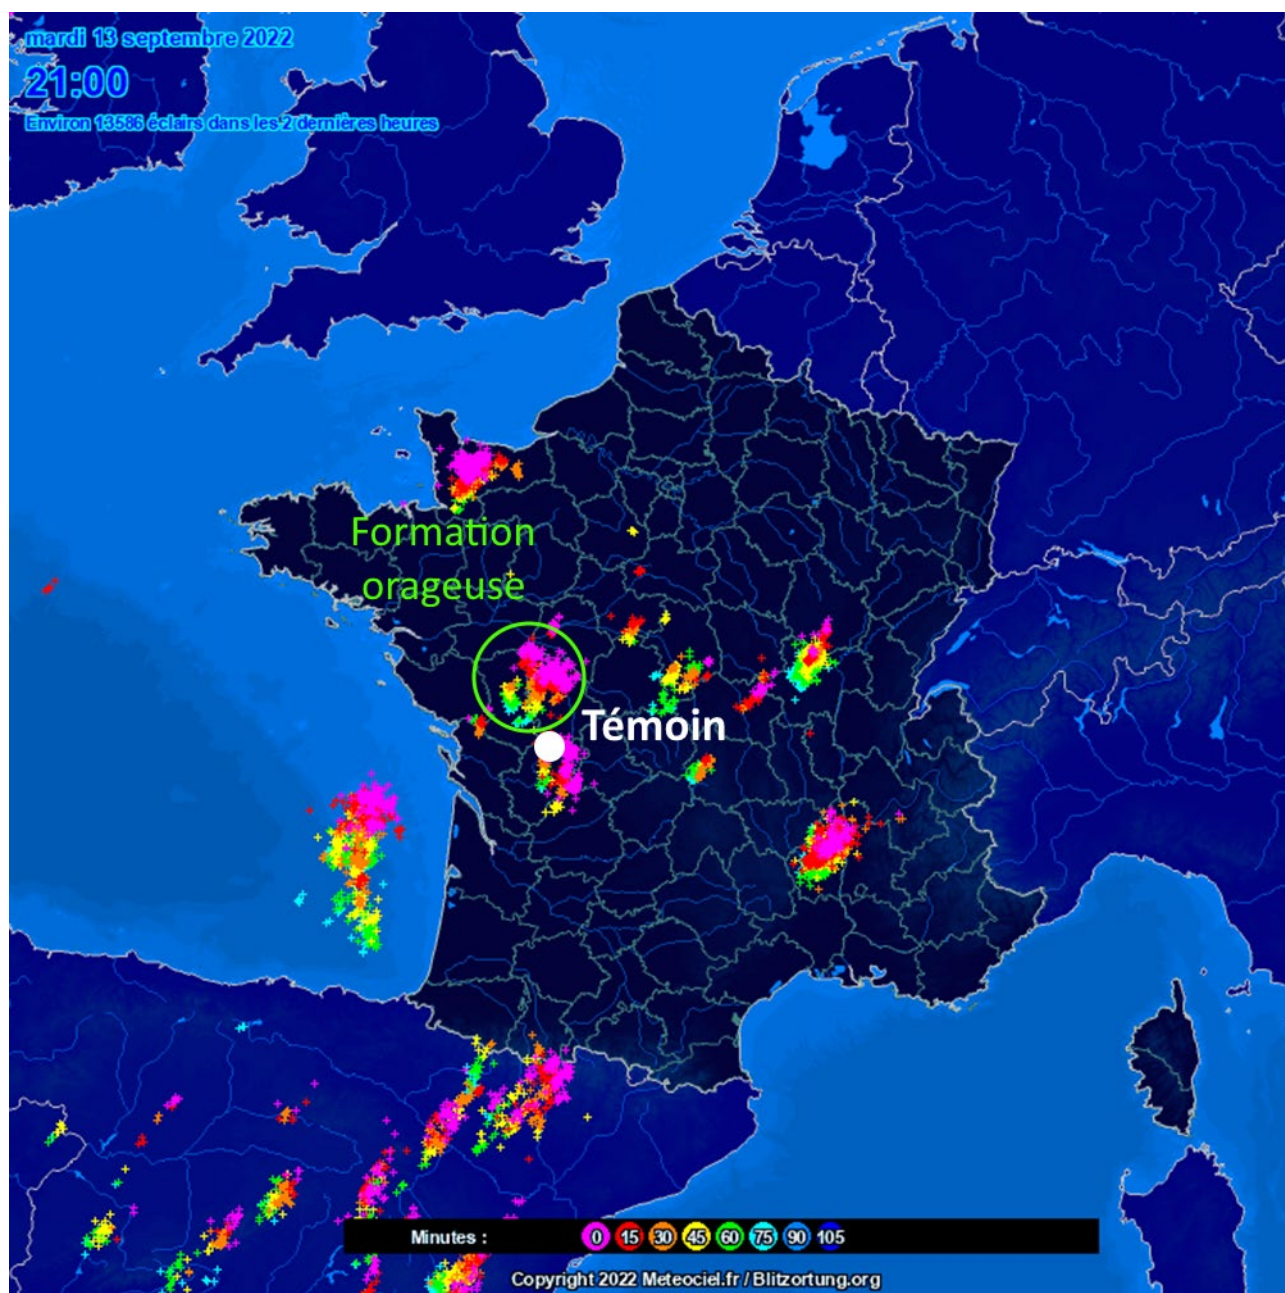 mardi 13 septembre 2022
21:00
Environ 13586 éclairs dans les 2 dernières heures
Formation
orageuse
Témoin
Minutes : 0 15 30 45 60 75 90 105
Copyright 2022 Meteociel.fr / Blitzortung.org